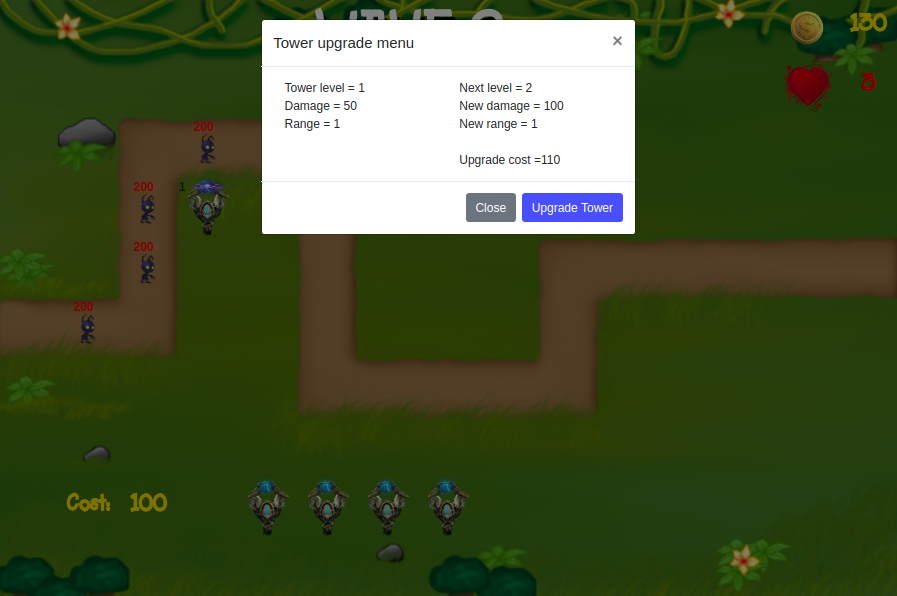 130
Tower upgrade menu ×
3
Tower level = 1
Damage = 50
Range = 1
Next level = 2
New damage = 100
New range = 1
Upgrade cost =110
Close
Upgrade Tower
200
200
1
200
200
Cost: 100